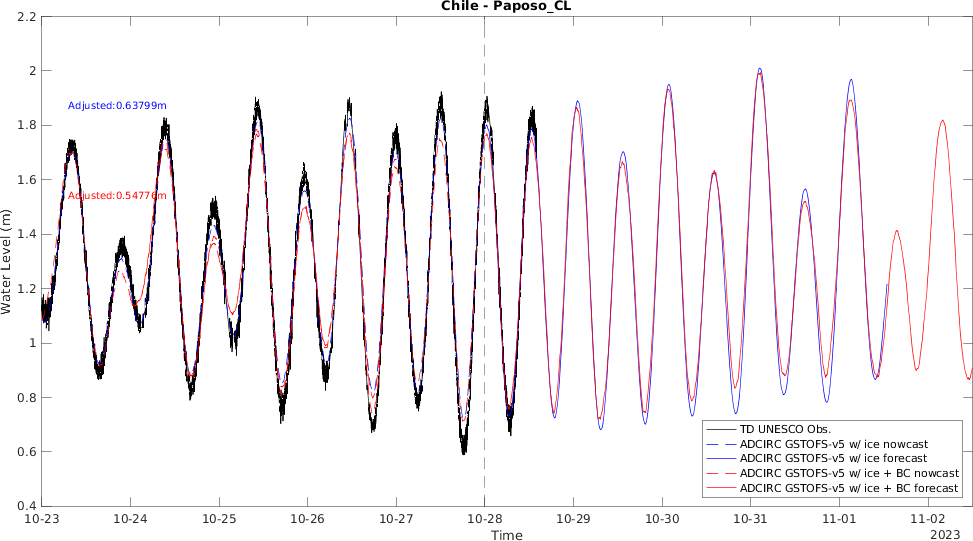 Chile - Paposo_CL
2.2
2
1.8
1.6
1.4
1.2
1
0.8
0.6
0.4
Water Level (m)
Adjusted:0.63799m
Adjusted:0.54776m
TD UNESCO Obs.
ADCIRC GSTOFS-v5 w/ ice nowcast
ADCIRC GSTOFS-v5 w/ ice forecast
ADCIRC GSTOFS-v5 w/ ice + BC nowcast
ADCIRC GSTOFS-v5 w/ ice + BC forecast
10-23 10-24 10-25 10-26 10-27 10-28 10-29 10-30 10-31 11-01 11-02
Time
2023